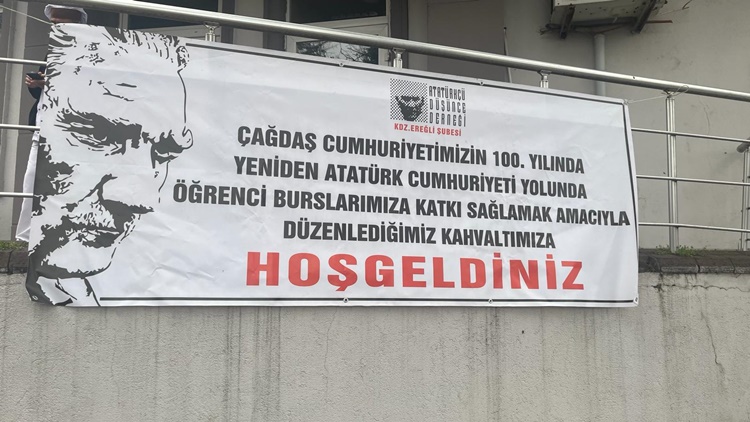 ATATÜRKÇÜ
DÜŞÜNCE
DERNEĞİ
KDZ.EREĞLİ ŞUBESİ
ÇAĞDAŞ CUMHURİYETİMİZİN 100. YILINDA
YENİDEN ATATÜRK CUMHURİYETİ YOLUNDA
ÖĞRENCİ BURSLARIMIZA KATKI SAĞLAMAK AMACIYLA
DÜZENLEDİĞİMİZ KAHVALTIMIZA
HOŞGELDİNİZ